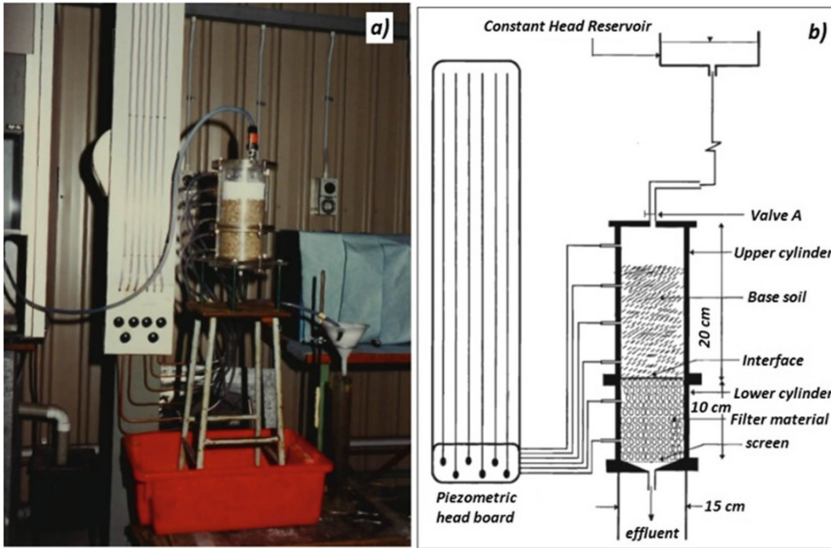 a)
b)
Constant Head Reservoir
Valve A
Upper cylinder
Base soil
20 cm
Interface
Lower cylinder
10 cm
Filter material
screen
Piezometric
head board
15 cm
effluent